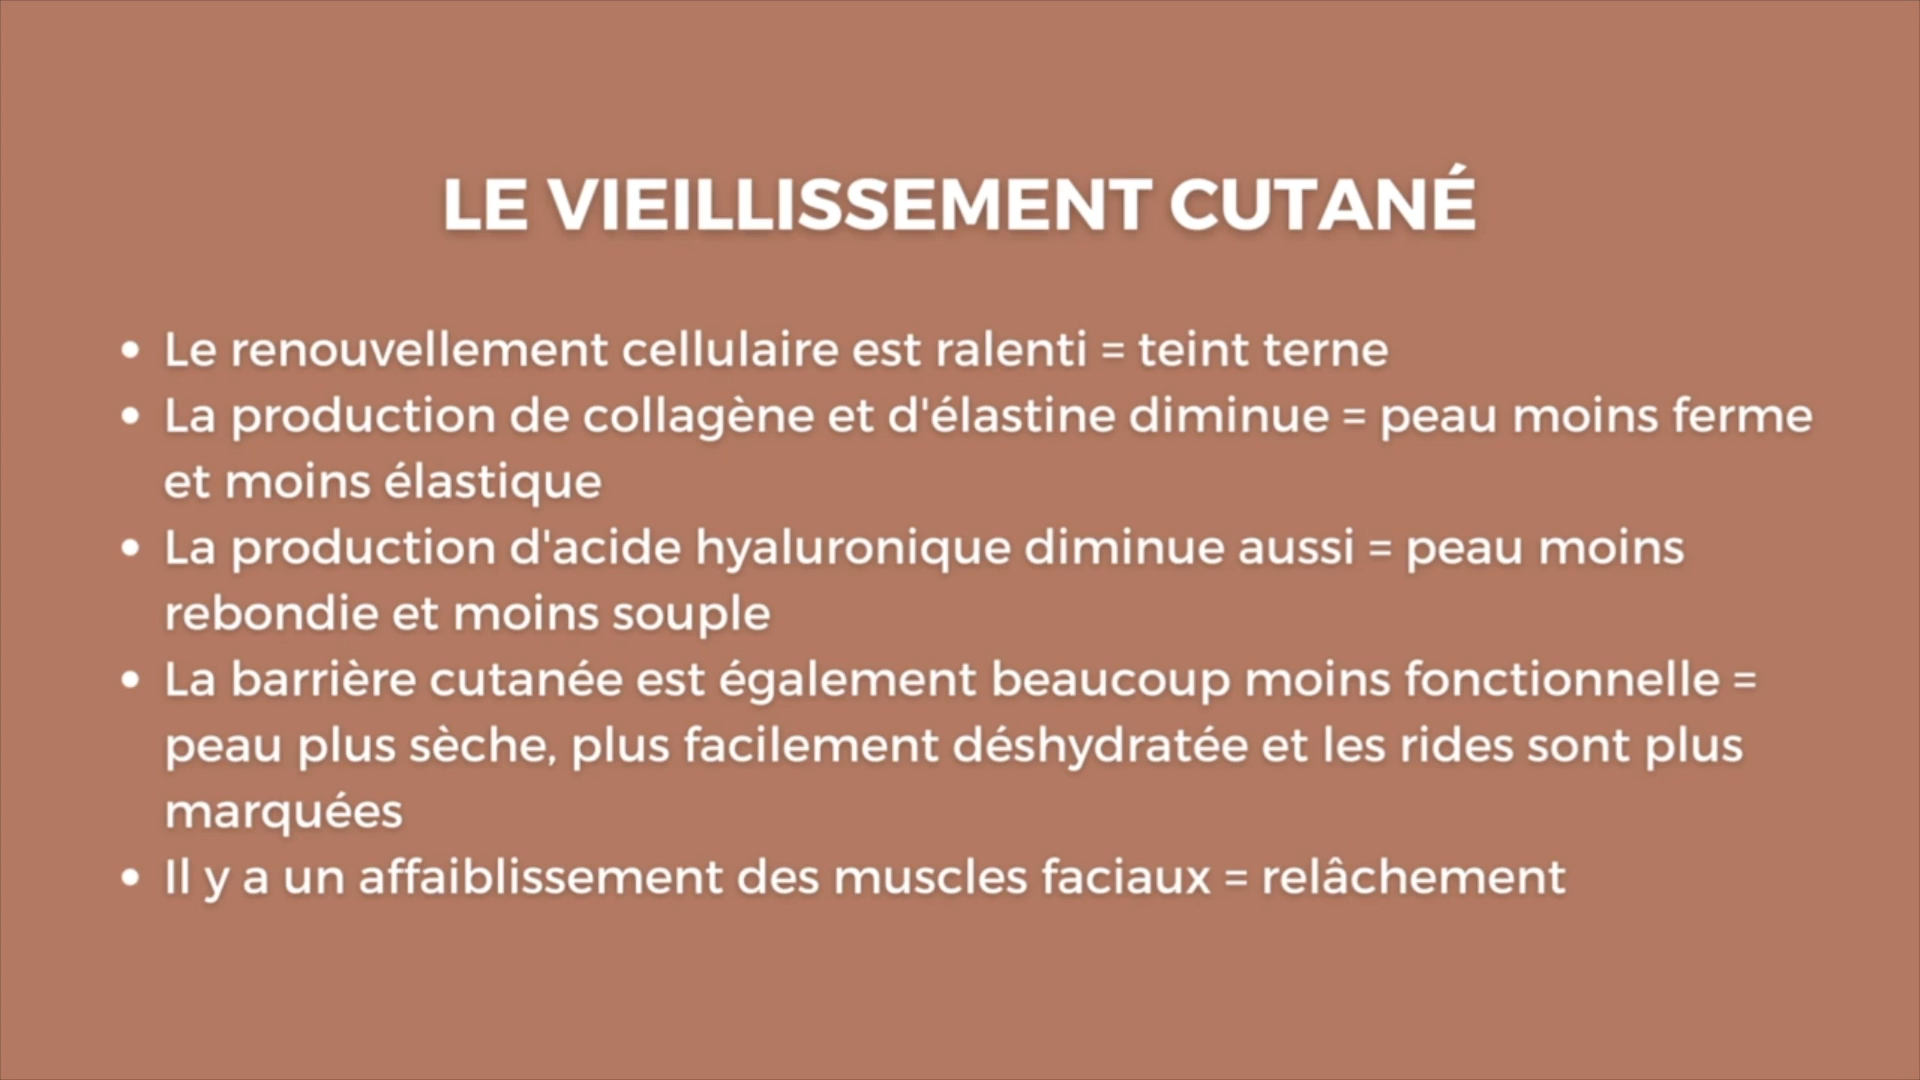 LE VIEILLISSEMENT CUTANÉ
• Le renouvellement cellulaire est ralenti = teint terne
• La production de collagène et d'élastine diminue = peau moins ferme
et moins élastique
• La production d'acide hyaluronique diminue aussi = peau moins
rebondie et moins souple
• La barrière cutanée est également beaucoup moins fonctionnelle =
peau plus sèche, plus facilement déshydratée et les rides sont plus
marquées
• Il y a un affaiblissement des muscles faciaux = relâchement